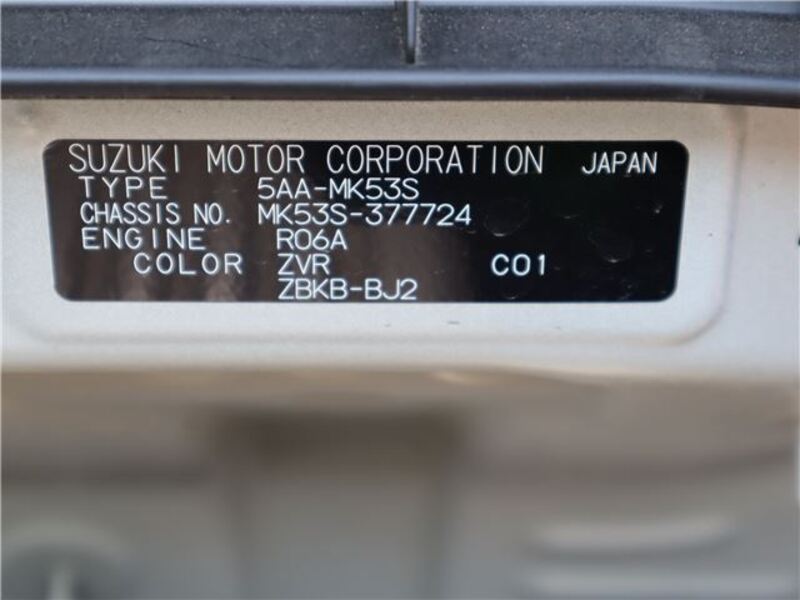 SUZUKI MOTOR CORPORATION JAPAN
TYPE 5AA-MK53S
CHASSIS NO. MK53S-377724
ENGINE R06A
COLOR ZVR C01
ZBKB-BJ2